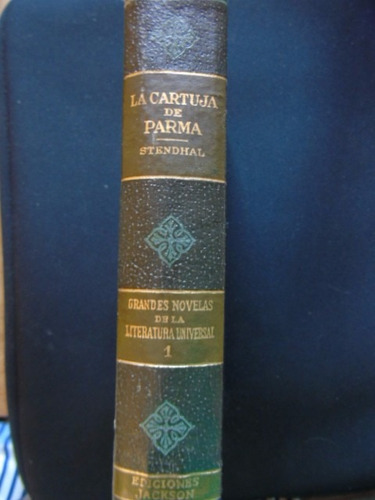 LA CARTUJA
DE
PARMA
STENDHAL
GRANDES NOVELAS
DE LA
LITERATURA UNIVERSAL
1
EDICIONES
JACKSON